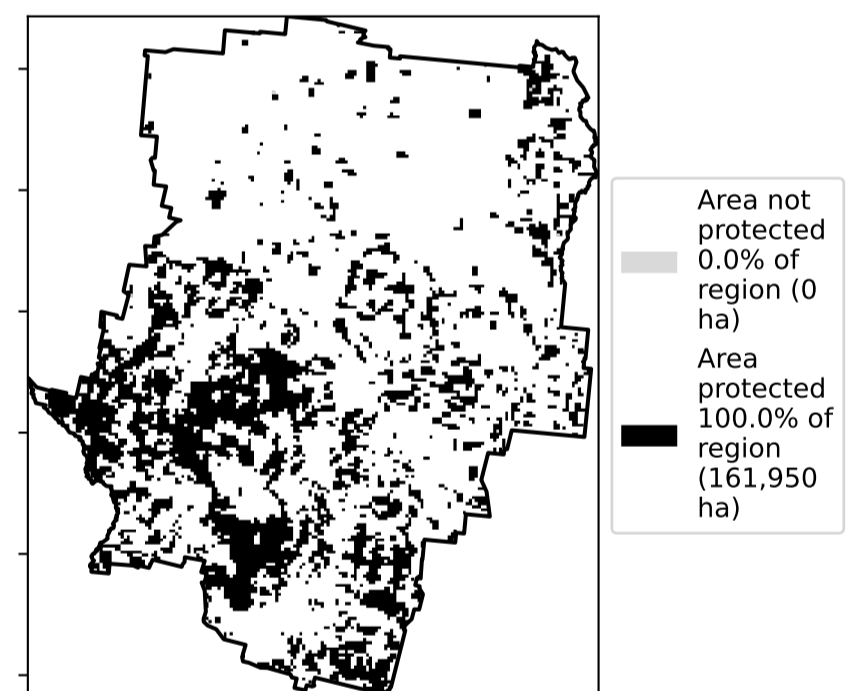 Area not
protected
0.0% of
region (0
ha)
Area
protected
100.0% of
region
(161,950
ha)